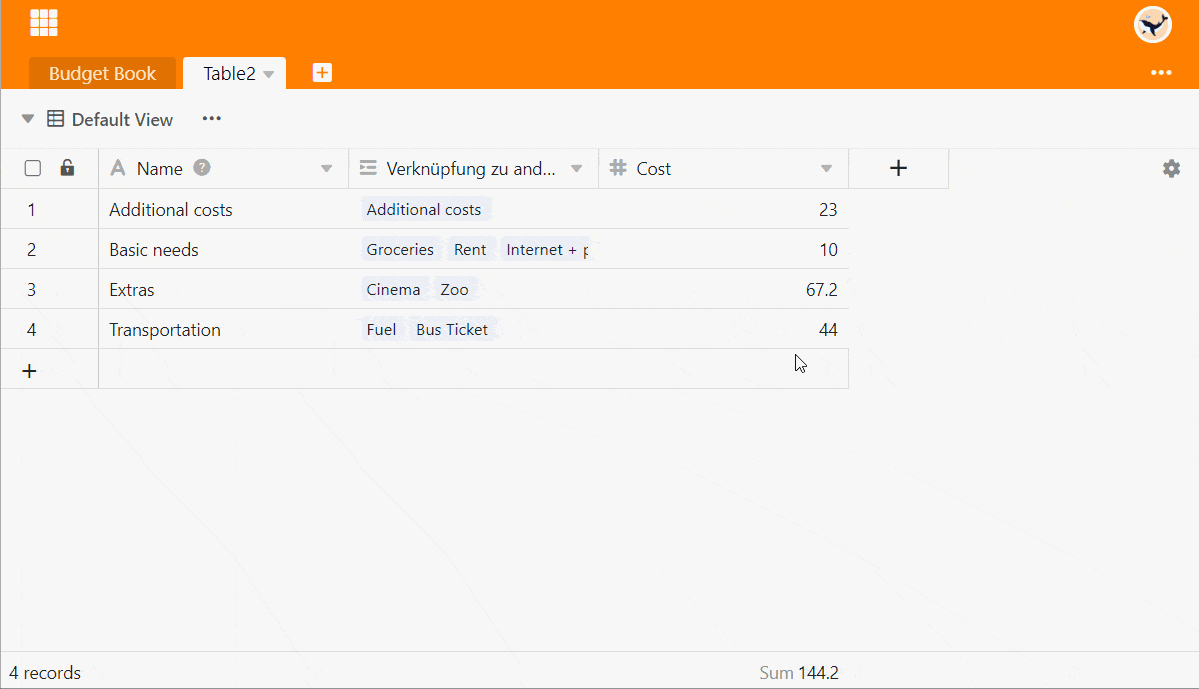 Budget Book Table2
Default View
Name ? Verknüpfung zu and... Cost
1 Additional costs Additional costs 23
2 Basic needs Groceries Rent Internet + 10
3 Extras Cinema Zoo 67.2
4 Transportation Fuel Bus Ticket 44
4 records Sum 144.2